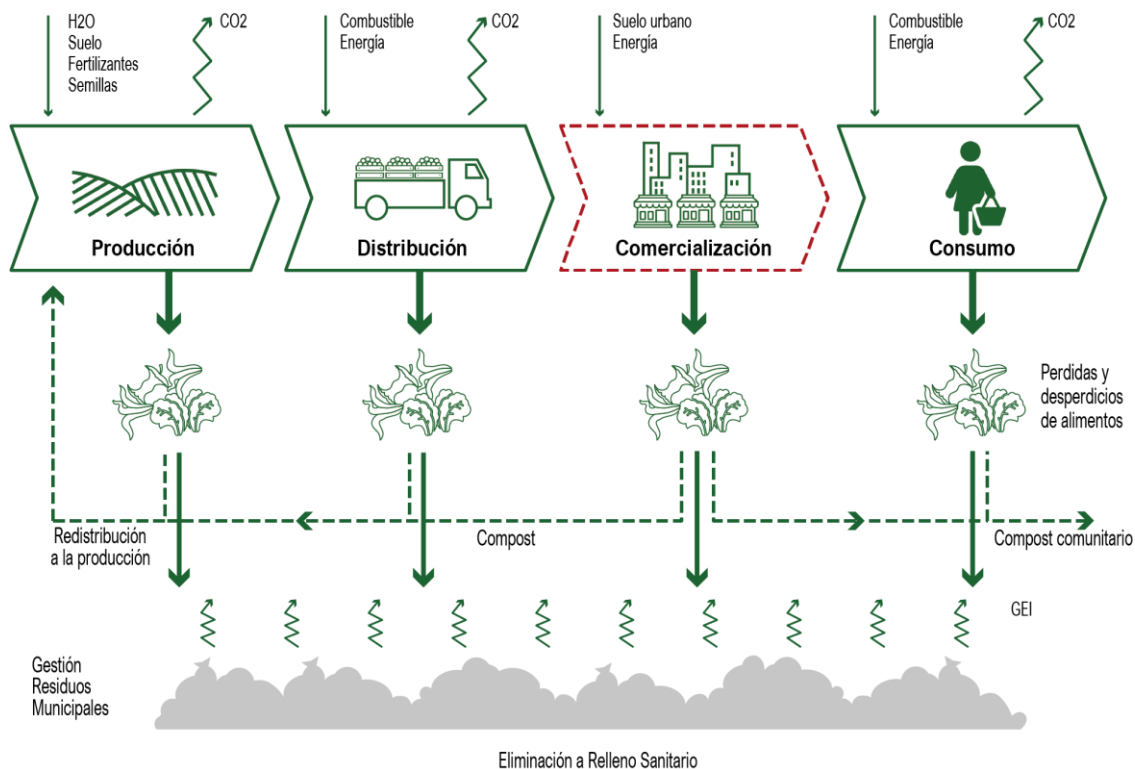 H2O
Suelo
Fertilizantes
Semillas
CO2
Combustible
Energía
CO2
Suelo urbano
Energía
Combustible
Energía
CO2
Producción
Distribución
Comercialización
Consumo
Perdidas y
desperdicios
de alimentos
Redistribución
a la producción
Compost
Compost comunitario
GEI
Gestión
Residuos
Municipales
Eliminación a Relleno Sanitario